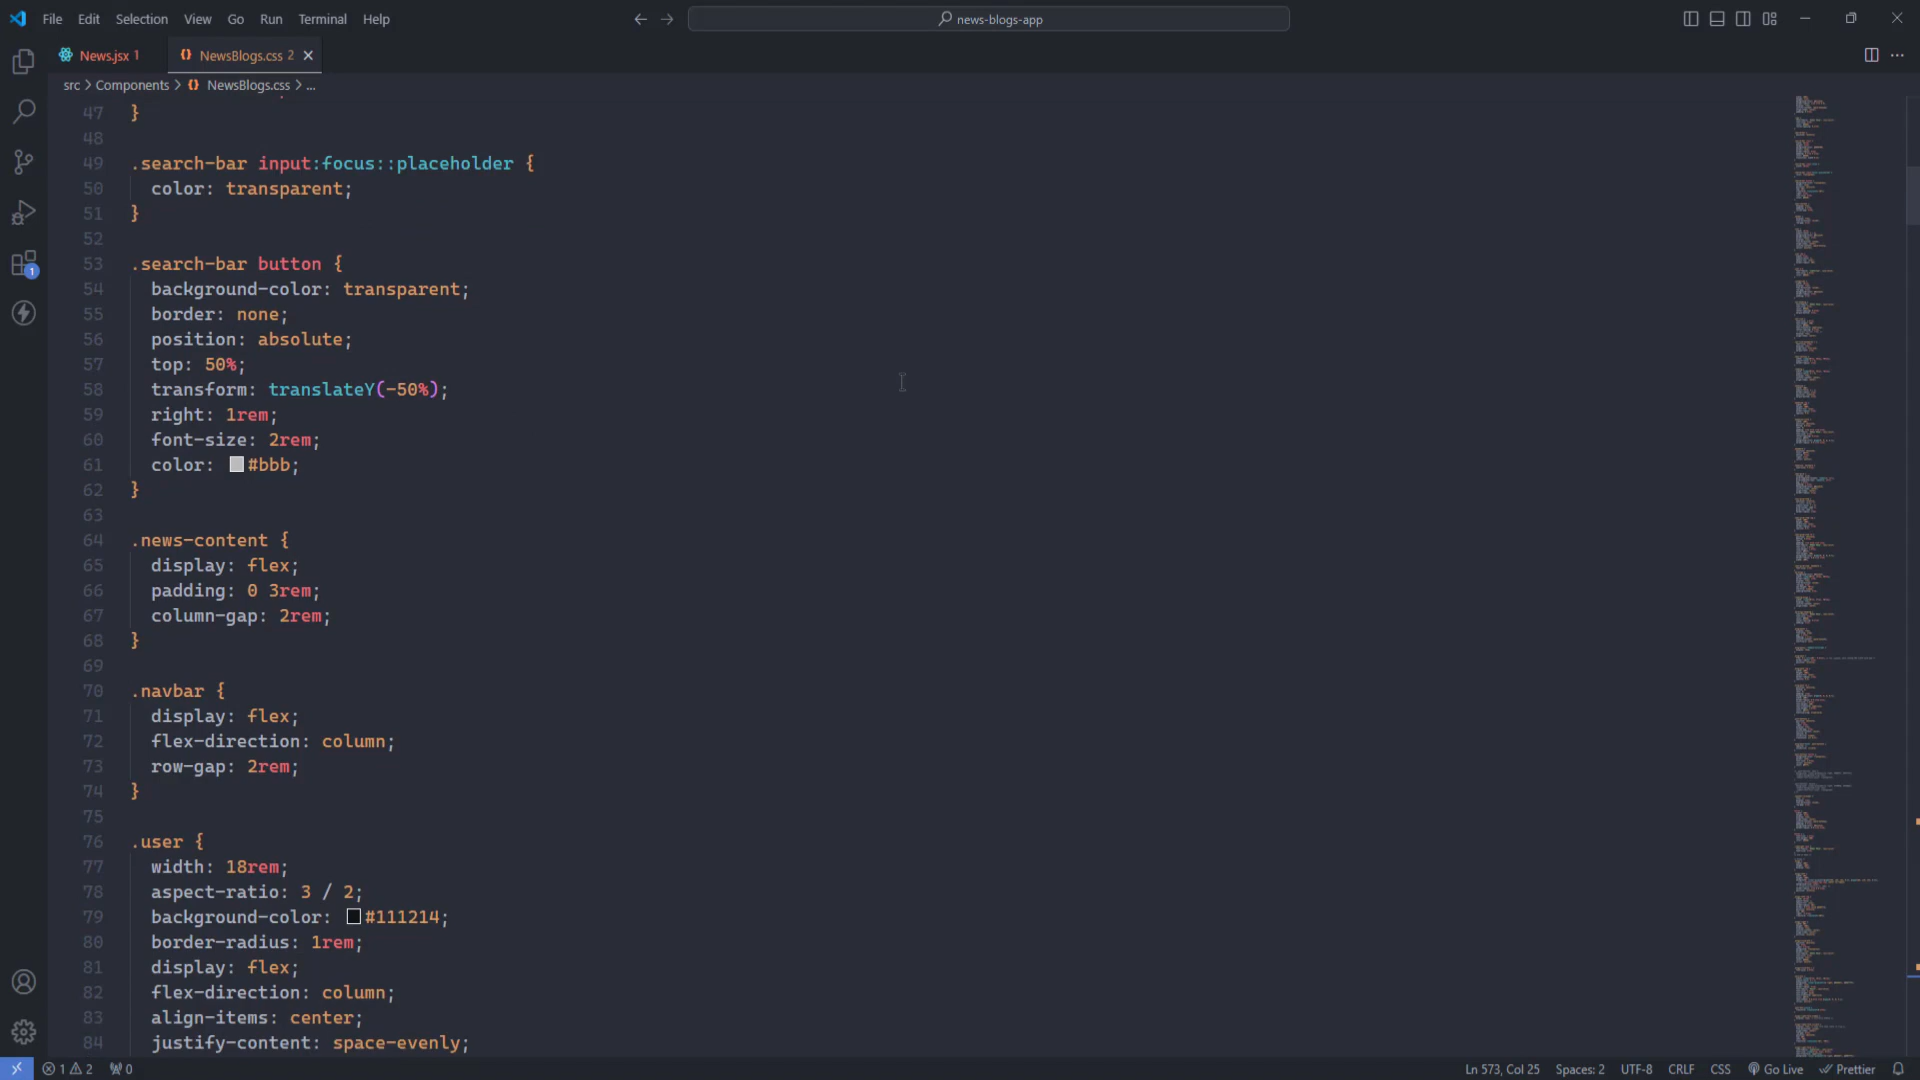 File Edit Selection View Go Run Terminal Help
news-blogs-app
News.jsx 1
NewsBlogs.css 2
src > Components > NewsBlogs.css > ...
47 }
48
49 .search-bar input:focus::placeholder {
50 color: transparent;
51 }
52
53 .search-bar button {
54 background-color: transparent;
55 border: none;
56 position: absolute;
57 top: 50%;
58 transform: translateY(-50%);
59 right: 1rem;
60 font-size: 2rem;
61 color: #bbb;
62 }
63
64 .news-content {
65 display: flex;
66 padding: 0 3rem;
67 column-gap: 2rem;
68 }
69
70 .navbar {
71 display: flex;
72 flex-direction: column;
73 row-gap: 2rem;
74 }
75
76 .user {
77 width: 18rem;
78 aspect-ratio: 3 / 2;
79 background-color: #111214;
80 border-radius: 1rem;
81 display: flex;
82 flex-direction: column;
83 align-items: center;
84 justify-content: space-evenly;
1
1 2 0 Ln 573, Col 25 Spaces: 2 UTF-8 CRLF CSS Go Live Prettier